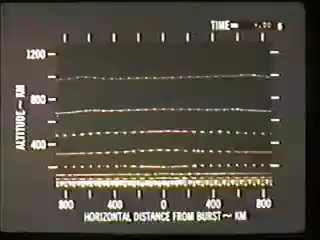 TIME=
1200
800
400
ALTITUDE ~ KM
800 400 0 400 800
HORIZONTAL DISTANCE FROM BURST ~ KM